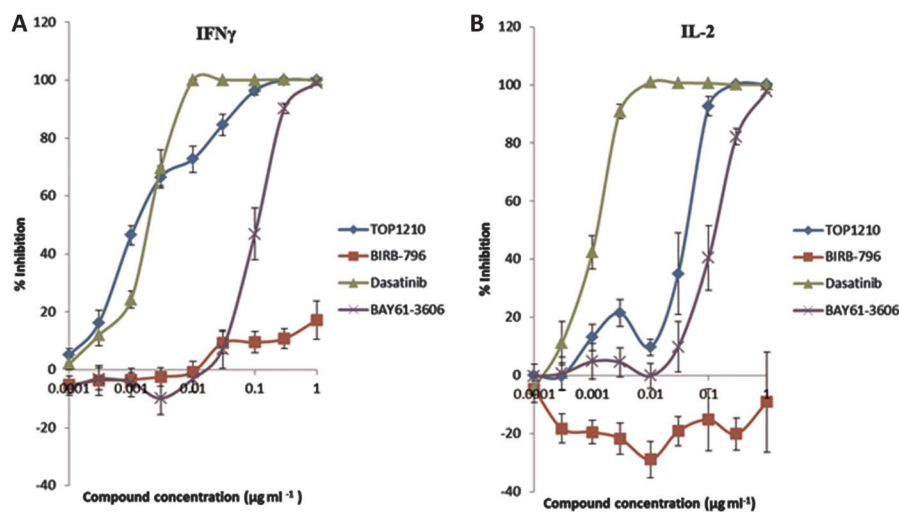 A
IFNγ
120
100
80
60
40
20
0
-20
-40
% Inhibition
0.0001
0.001
0.01
0.1
1
Compound concentration (µg ml -1)
TOP1210
BIRB-796
Dasatinib
BAY61-3606
B
IL-2
120
100
80
60
40
20
0
-20
-40
% Inhibition
0.0001
0.001
0.01
0.1
1
Compound concentration (µg ml -1)
TOP1210
BIRB-796
Dasatinib
BAY61-3606